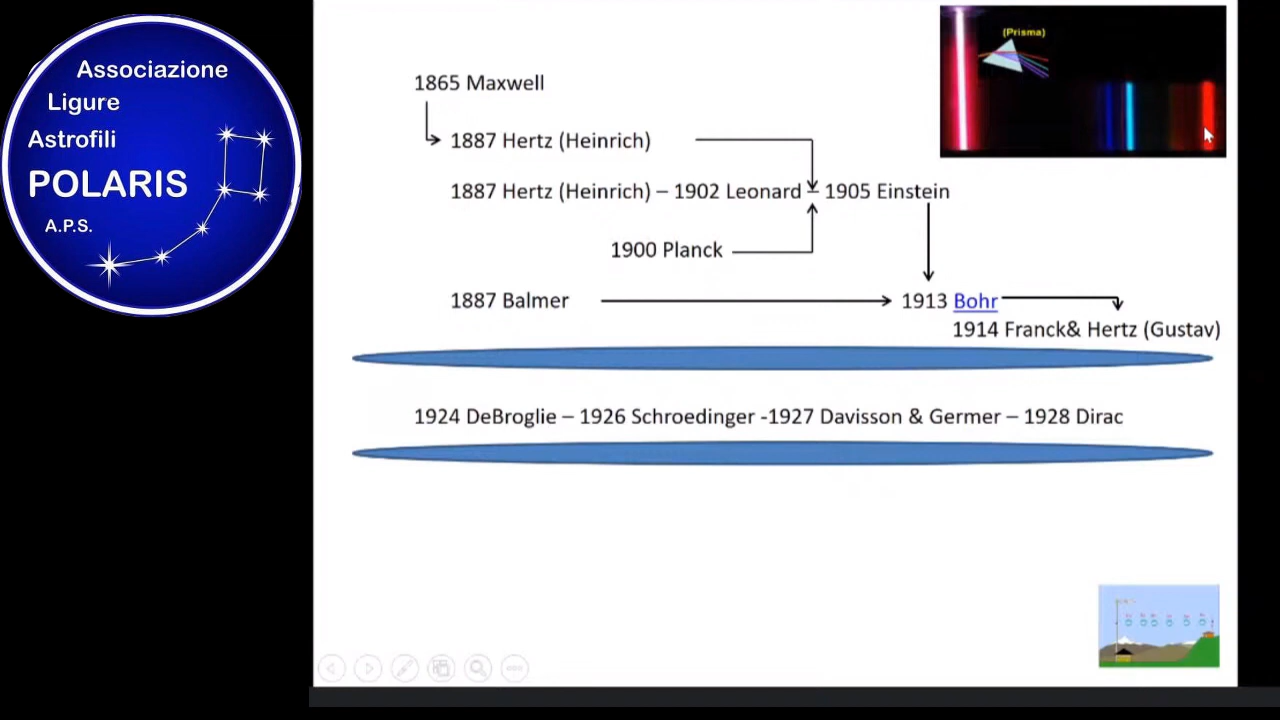 Associazione
Ligure
Astrofili
POLARIS
A.P.S.
(Prisma)
1865 Maxwell
1887 Hertz (Heinrich)
1887 Hertz (Heinrich) – 1902 Leonard – 1905 Einstein
1900 Planck
1887 Balmer
1913 Bohr
1914 Franck& Hertz (Gustav)
1924 DeBroglie – 1926 Schroedinger -1927 Davisson & Germer – 1928 Dirac